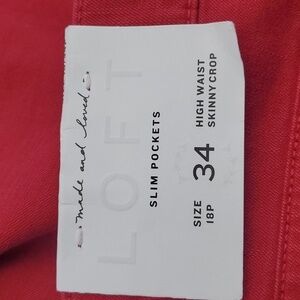 made and loved
LOFT
SLIM POCKETS
SIZE 34
18P
HIGH WAIST
SKINNY CROP